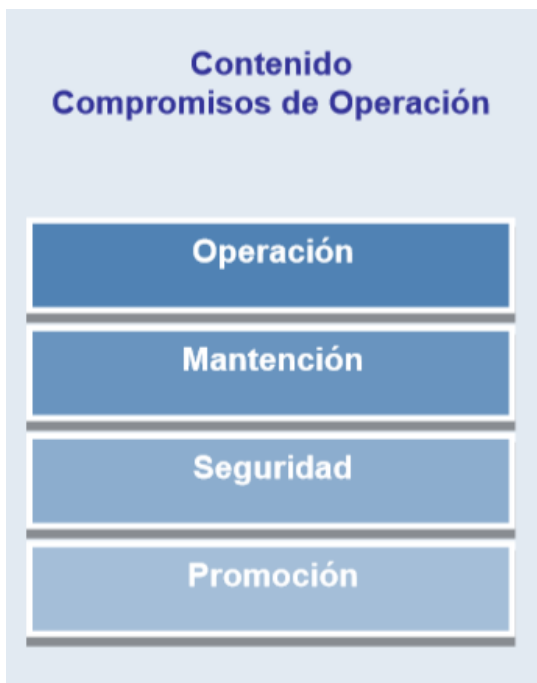 Contenido
Compromisos de Operación
Operación
Mantención
Seguridad
Promoción